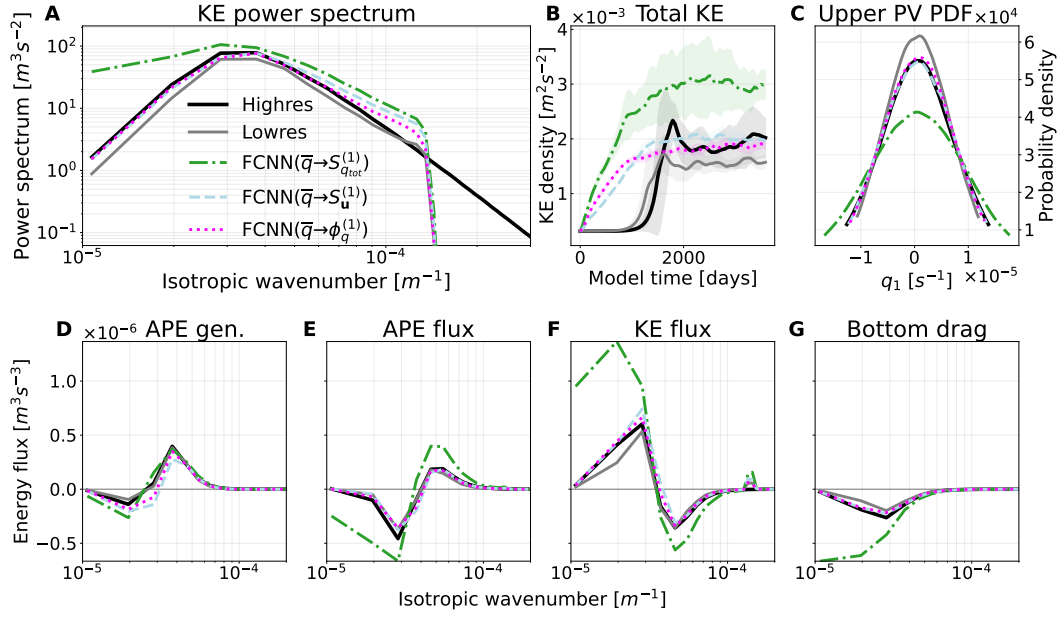 A KE power spectrum
Power spectrum [m³s⁻²]
10²
10¹
10⁰
10⁻¹
10⁻⁵
10⁻⁴
Isotropic wavenumber [m⁻¹]
Highres
Lowres
FCNN(q̅→S_{q_{tot}}^{(1)})
FCNN(q̅→S_𝐮^{(1)})
FCNN(q̅→ϕ_q^{(1)})
B ×10⁻³ Total KE
KE density [m²s⁻²]
4
3
2
1
0
2000
Model time [days]
C Upper PV PDF ×10⁴
6
5
4
3
2
1
Probability density
−1
0
1
q₁ [s⁻¹] ×10⁻⁵
D ×10⁻⁶ APE gen.
Energy flux [m³s⁻³]
1.0
0.5
0.0
−0.5
10⁻⁵
10⁻⁴
E APE flux
10⁻⁵
10⁻⁴
F KE flux
10⁻⁵
10⁻⁴
G Bottom drag
10⁻⁵
10⁻⁴
Isotropic wavenumber [m⁻¹]